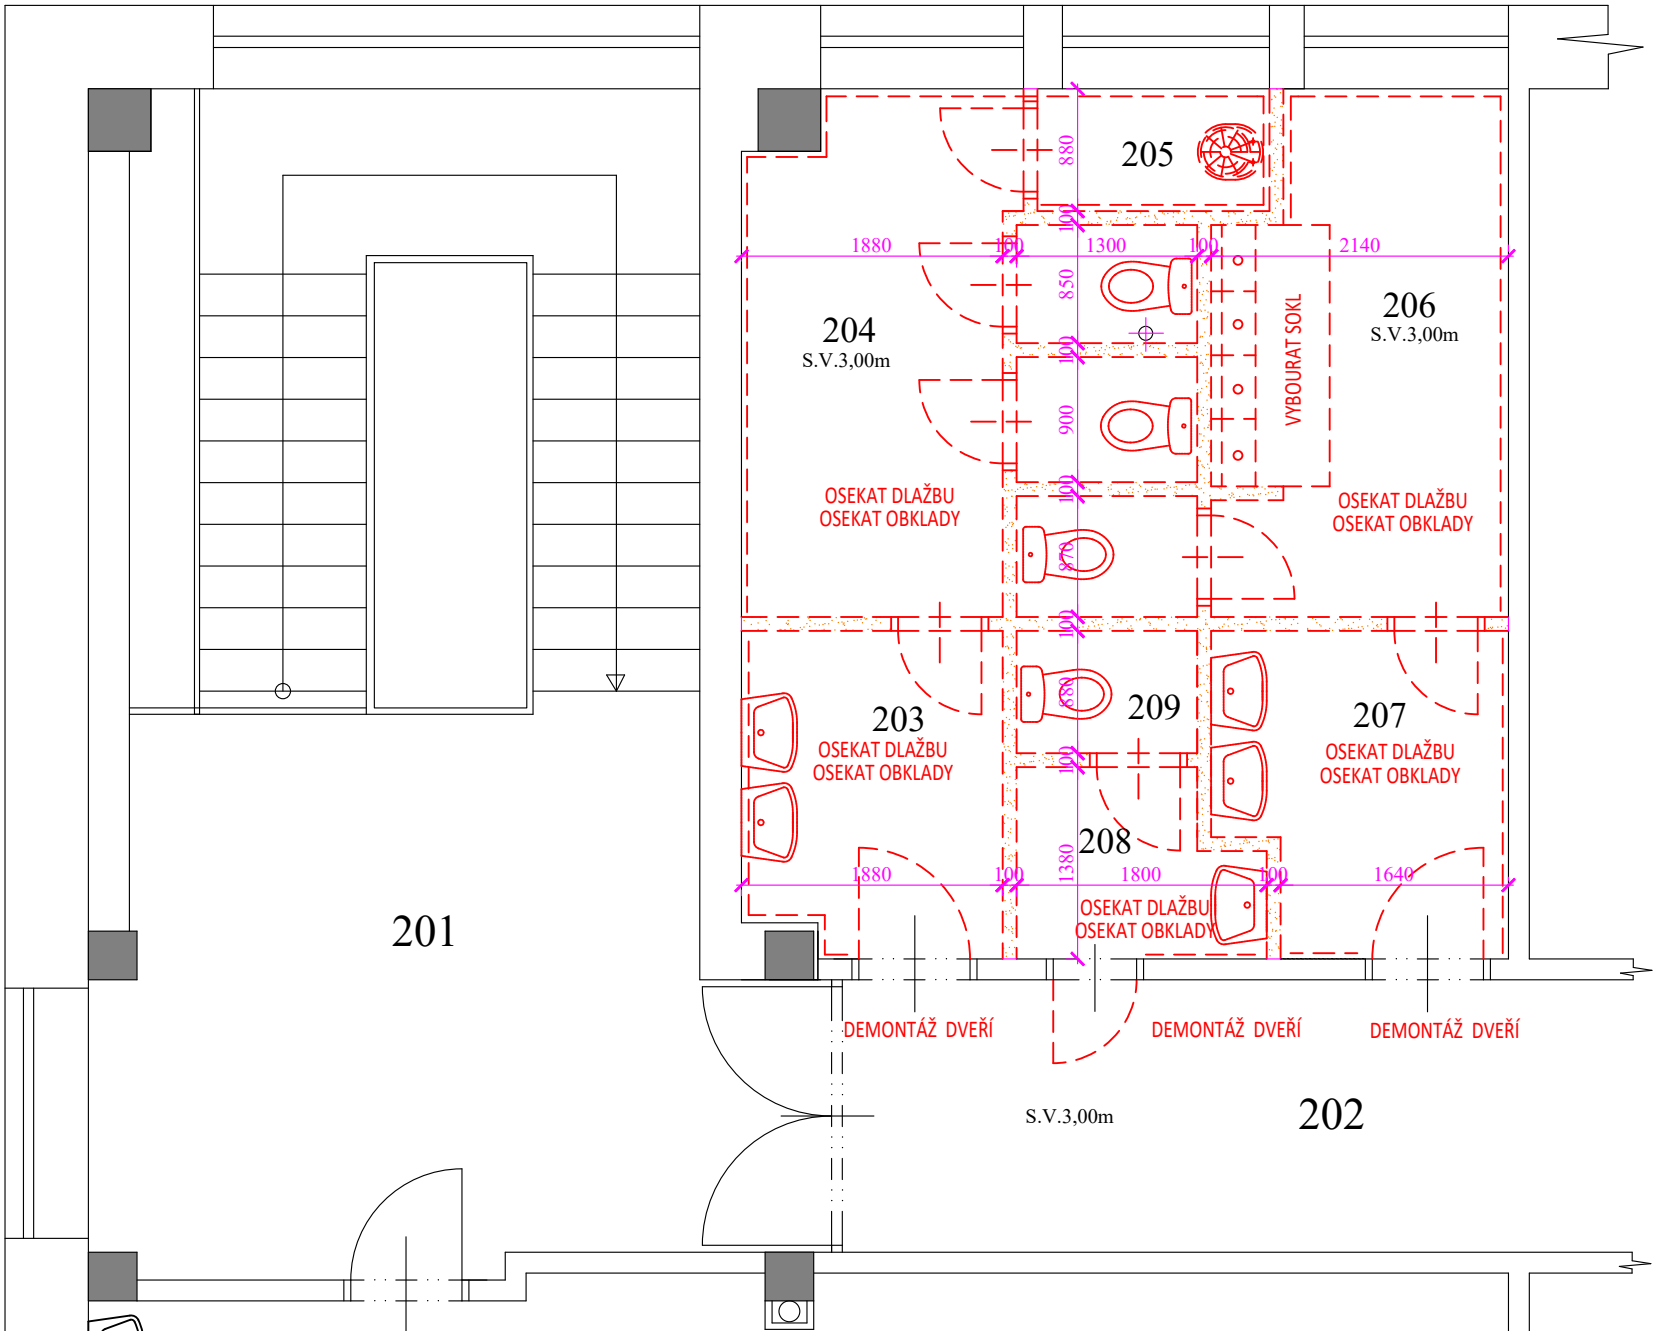 205
880
100
1880
100
1300
100
2140
850
204
S.V.3,00m
206
S.V.3,00m
VYBOURAT SOKL
100
900
100
OSEKAT DLAŽBU
OSEKAT OBKLADY
OSEKAT DLAŽBU
OSEKAT OBKLADY
870
100
880
203
OSEKAT DLAŽBU
OSEKAT OBKLADY
209
207
OSEKAT DLAŽBU
OSEKAT OBKLADY
100
208
1380
1880
100
1800
100
1640
OSEKAT DLAŽBU
OSEKAT OBKLADY
201
DEMONTÁŽ DVEŘÍ
DEMONTÁŽ DVEŘÍ
DEMONTÁŽ DVEŘÍ
S.V.3,00m
202